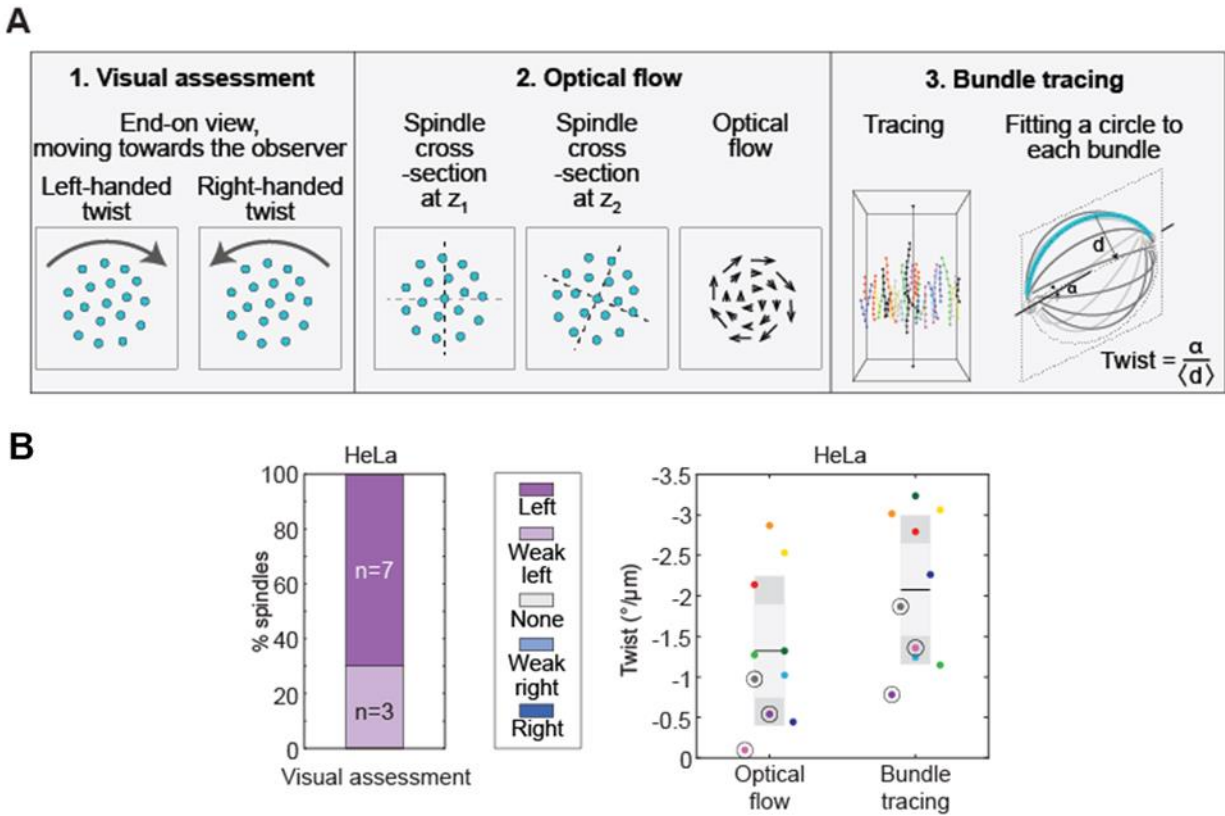 A
1. Visual assessment
End-on view,
moving towards the observer
Left-handed
twist
Right-handed
twist
2. Optical flow
Spindle
cross
-section
at z₁
Spindle
cross
-section
at z₂
Optical
flow
3. Bundle tracing
Tracing
Fitting a circle to
each bundle
d
α
Twist = α
⟨d⟩
B
HeLa
100
80
60
40
20
0
% spindles
n=7
n=3
Visual assessment
Left
Weak
left
None
Weak
right
Right
HeLa
-3.5
-3
-2.5
-2
-1.5
-1
-0.5
0
Twist (°/μm)
Optical
flow
Bundle
tracing